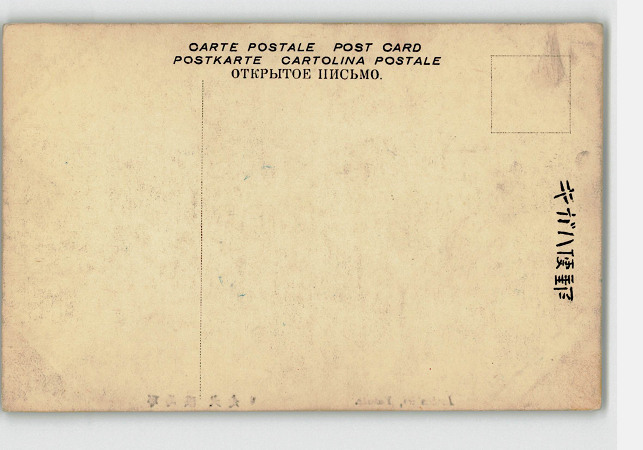 CARTE POSTALE POST CARD
POSTKARTE CARTOLINA POSTALE
ОТКРЫТОЕ ПИСЬМО.
キガハ便郵